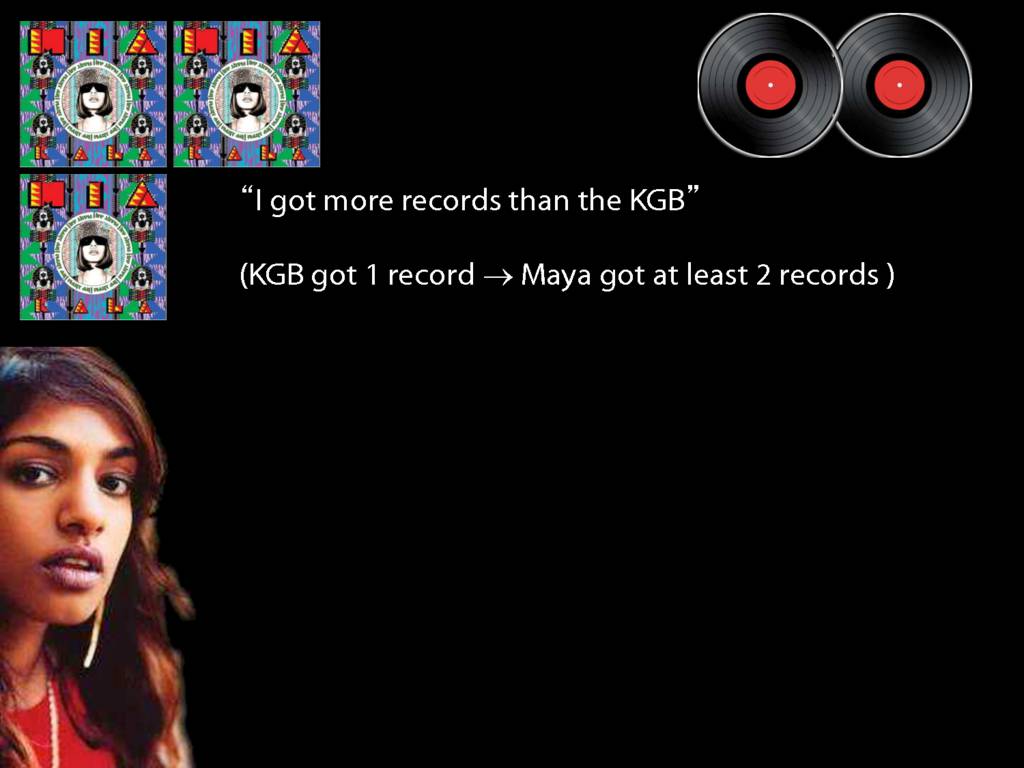 M I A
M I A
K A L A
K A L A
M I A
K A L A
“I got more records than the KGB”
(KGB got 1 record → Maya got at least 2 records )